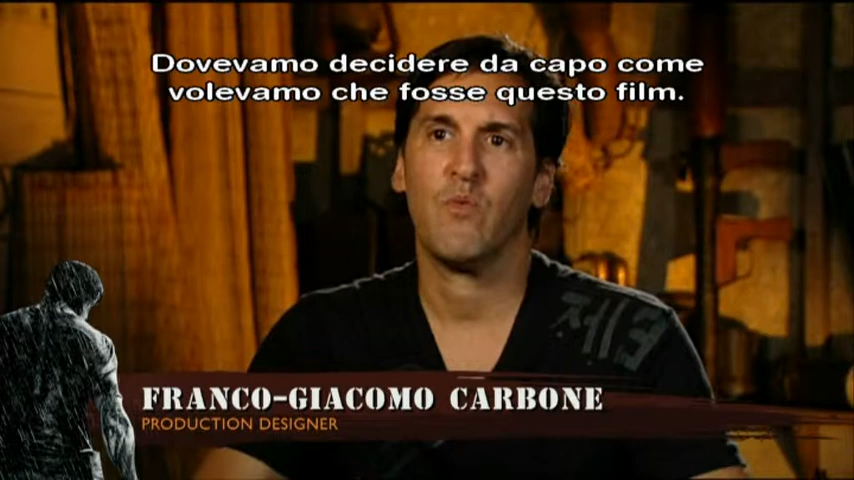 Dovevamo decidere da capo come
volevamo che fosse questo film.
FRANCO-GIACOMO CARBONE
PRODUCTION DESIGNER